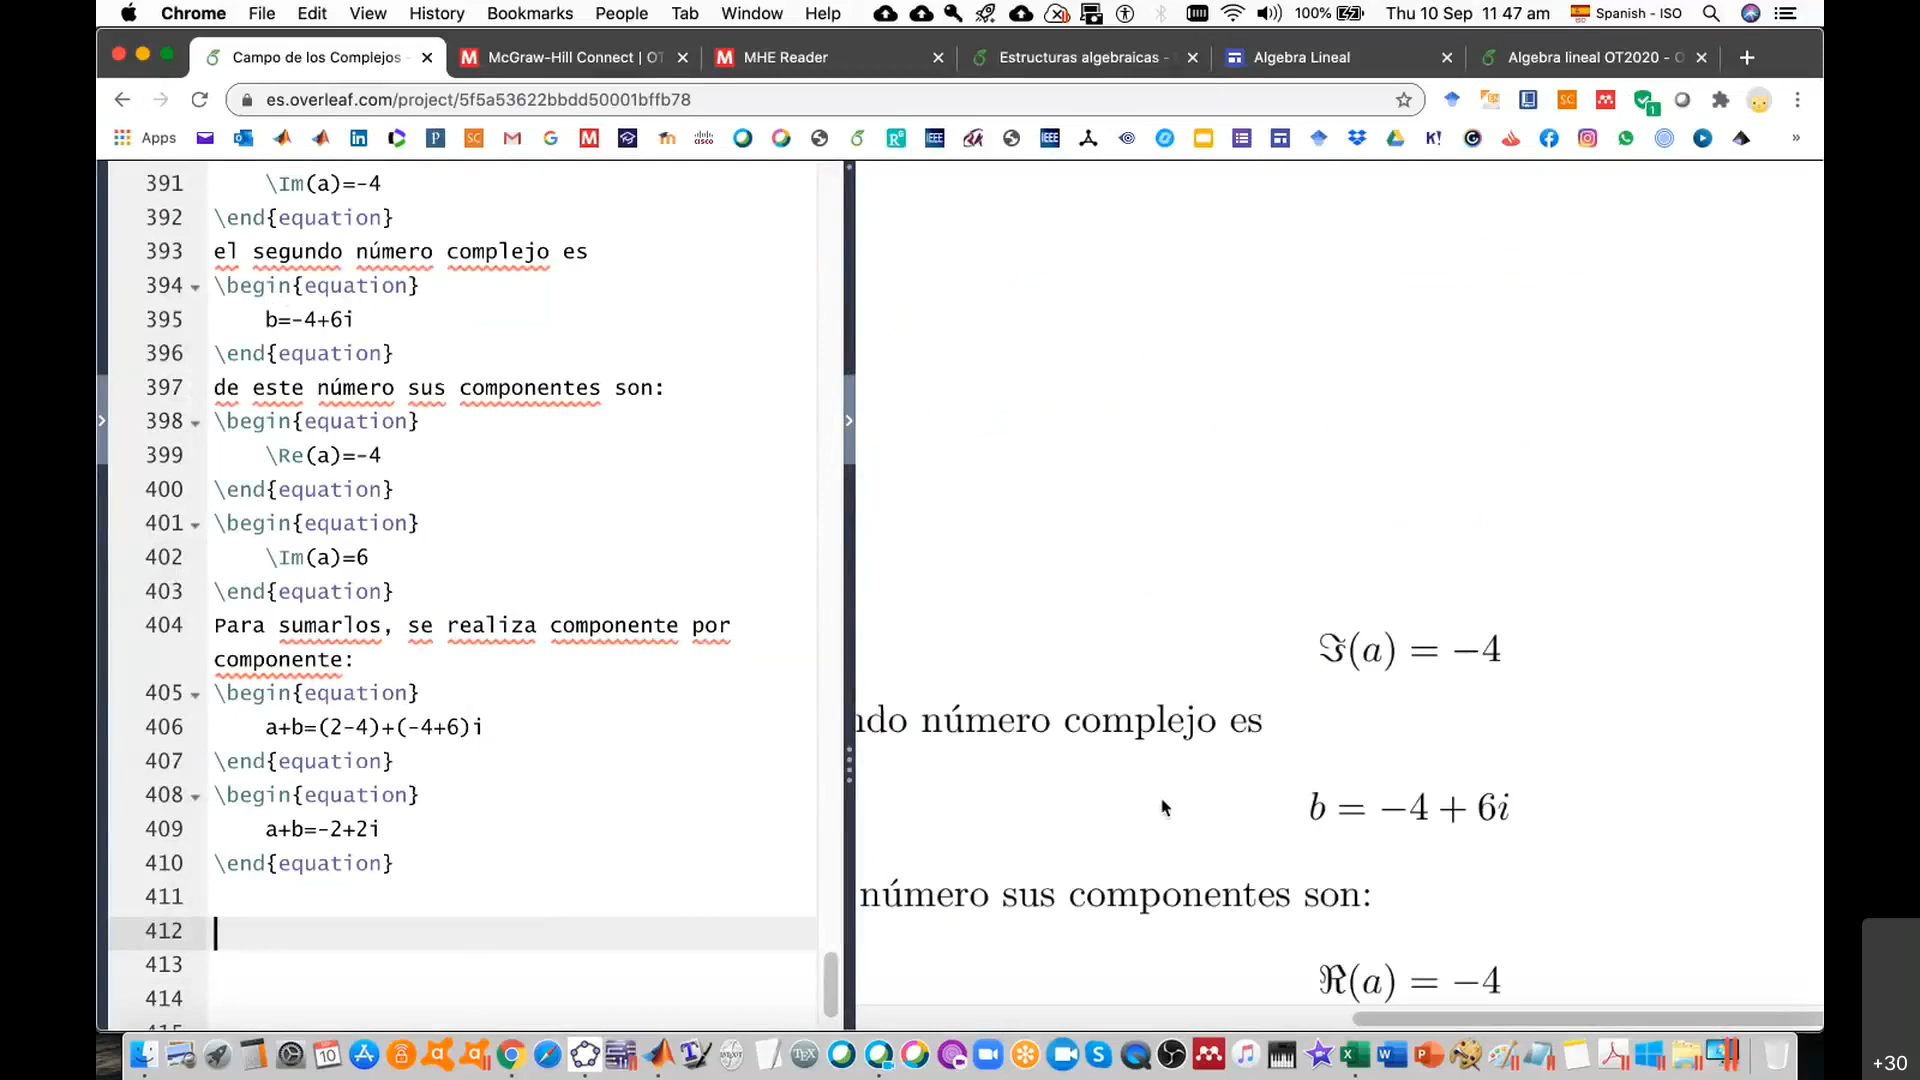 Chrome File Edit View History Bookmarks People Tab Window Help 100% Thu 10 Sep 11:47 am Spanish - ISO
Campo de los Complejos - McGraw-Hill Connect | OT MHE Reader Estructuras algebraicas - Algebra Lineal Algebra lineal OT2020 - O
es.overleaf.com/project/5f5a53622bbdd50001bffb78
Apps
391 \Im(a)=-4
392 \end{equation}
393 el segundo número complejo es
394 \begin{equation}
395 b=-4+6i
396 \end{equation}
397 de este número sus componentes son:
398 \begin{equation}
399 \Re(a)=-4
400 \end{equation}
401 \begin{equation}
402 \Im(a)=6
403 \end{equation}
404 Para sumarlos, se realiza componente por
componente:
405 \begin{equation}
406 a+b=(2-4)+(-4+6)i
407 \end{equation}
408 \begin{equation}
409 a+b=-2+2i
410 \end{equation}
411
412
413
414
ℑ(a) = −4
ndo número complejo es
b = −4 + 6i
número sus componentes son:
ℜ(a) = −4
+30